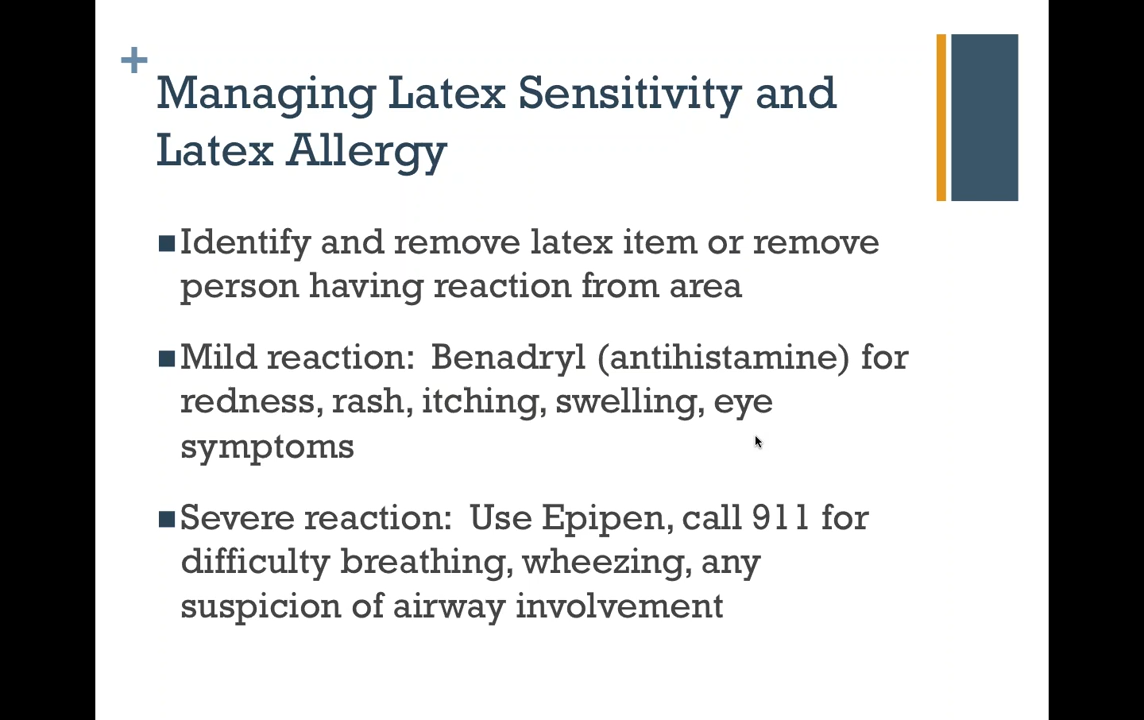 +
Managing Latex Sensitivity and
Latex Allergy
■Identify and remove latex item or remove
person having reaction from area
■Mild reaction:  Benadryl (antihistamine) for
redness, rash, itching, swelling, eye
symptoms
■Severe reaction:  Use Epipen, call 911 for
difficulty breathing, wheezing, any
suspicion of airway involvement